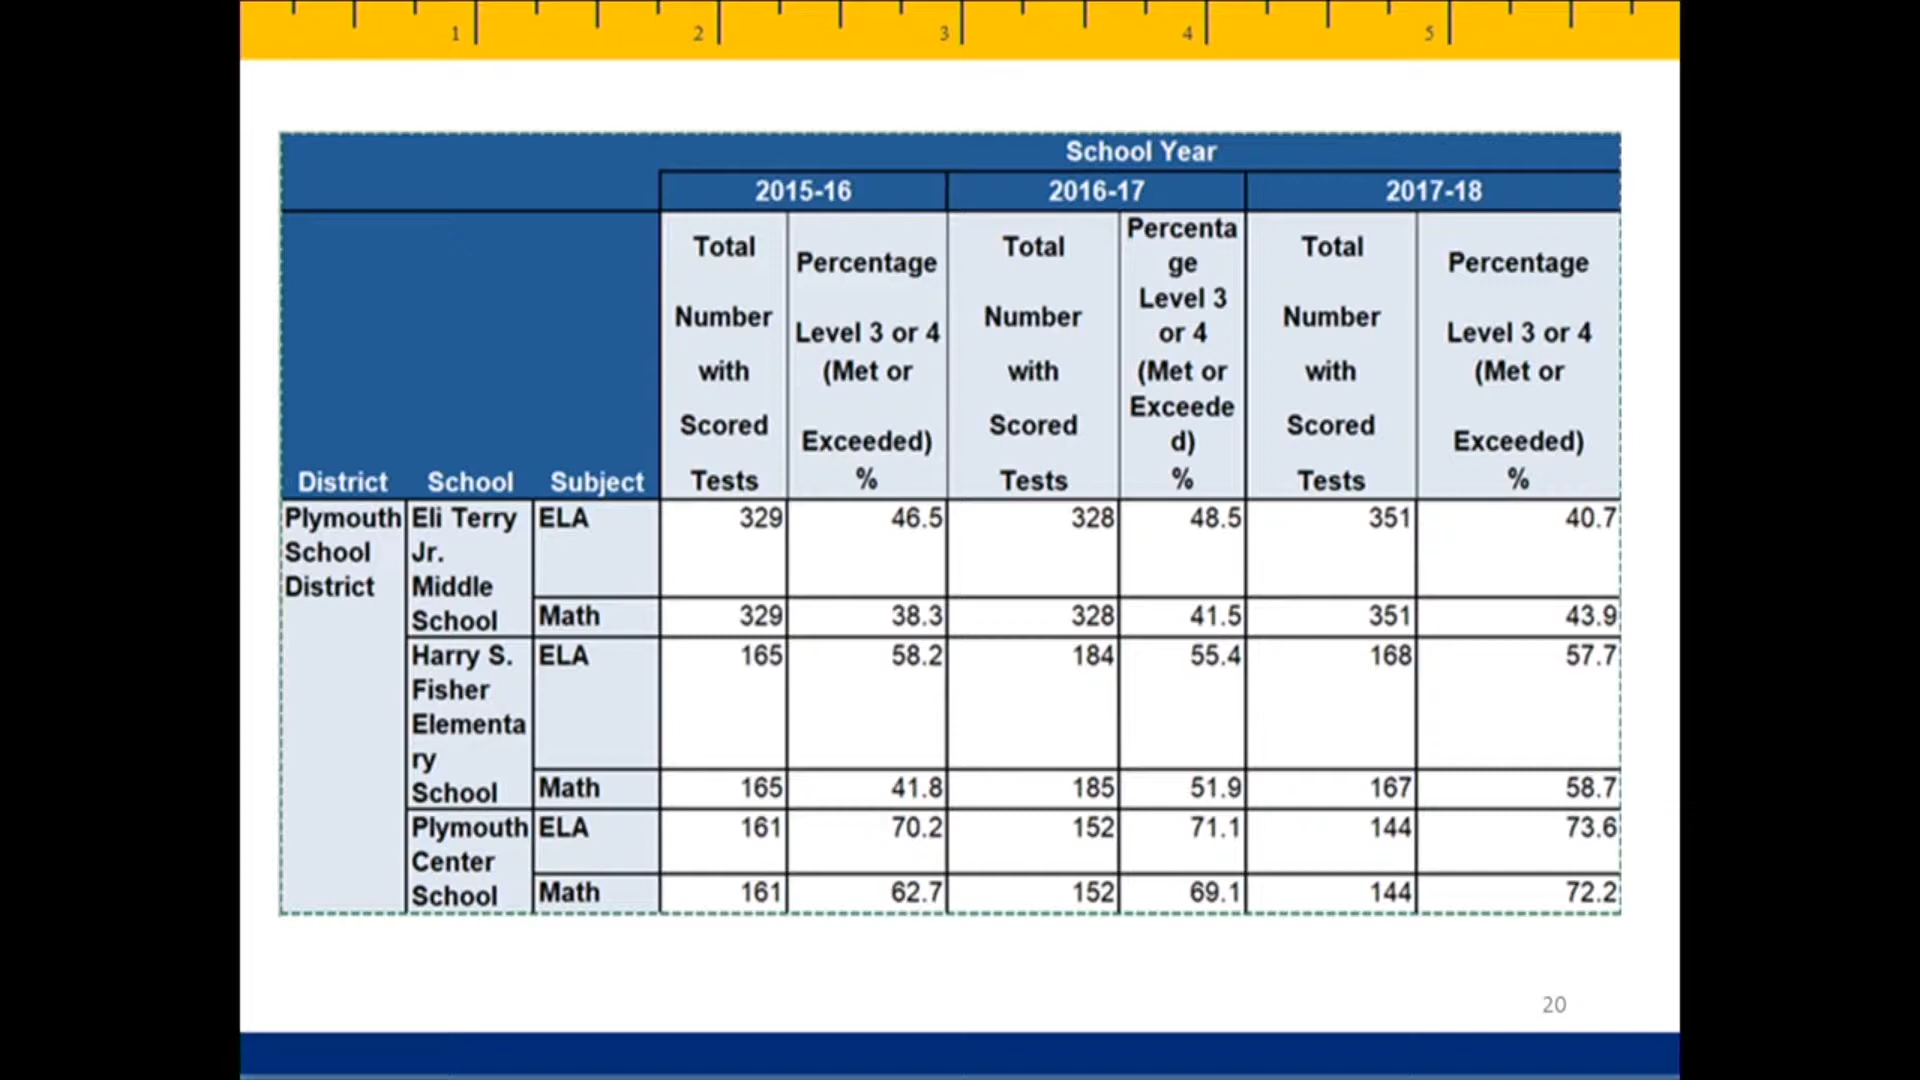 1 2 3 4 5
School Year
2015-16 2016-17 2017-18
District School Subject
Total
Number
with
Scored
Tests
Percentage
Level 3 or 4
(Met or
Exceeded)
%
Total
Number
with
Scored
Tests
Percenta
ge
Level 3
or 4
(Met or
Exceede
d)
%
Total
Number
with
Scored
Tests
Percentage
Level 3 or 4
(Met or
Exceeded)
%
Plymouth
School
District
Eli Terry
Jr.
Middle
School
ELA 329 46.5 328 48.5 351 40.7
Math 329 38.3 328 41.5 351 43.9
Harry S.
Fisher
Elementa
ry
School
ELA 165 58.2 184 55.4 168 57.7
Math 165 41.8 185 51.9 167 58.7
Plymouth
Center
School
ELA 161 70.2 152 71.1 144 73.6
Math 161 62.7 152 69.1 144 72.2
20